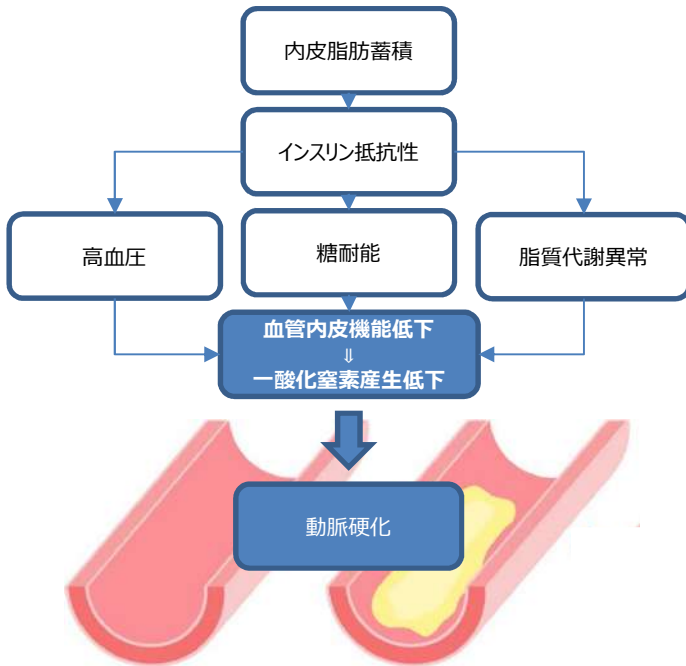 内皮脂肪蓄積
インスリン抵抗性
高血圧
糖耐能
脂質代謝異常
血管内皮機能低下
⇓
一酸化窒素産生低下
動脈硬化